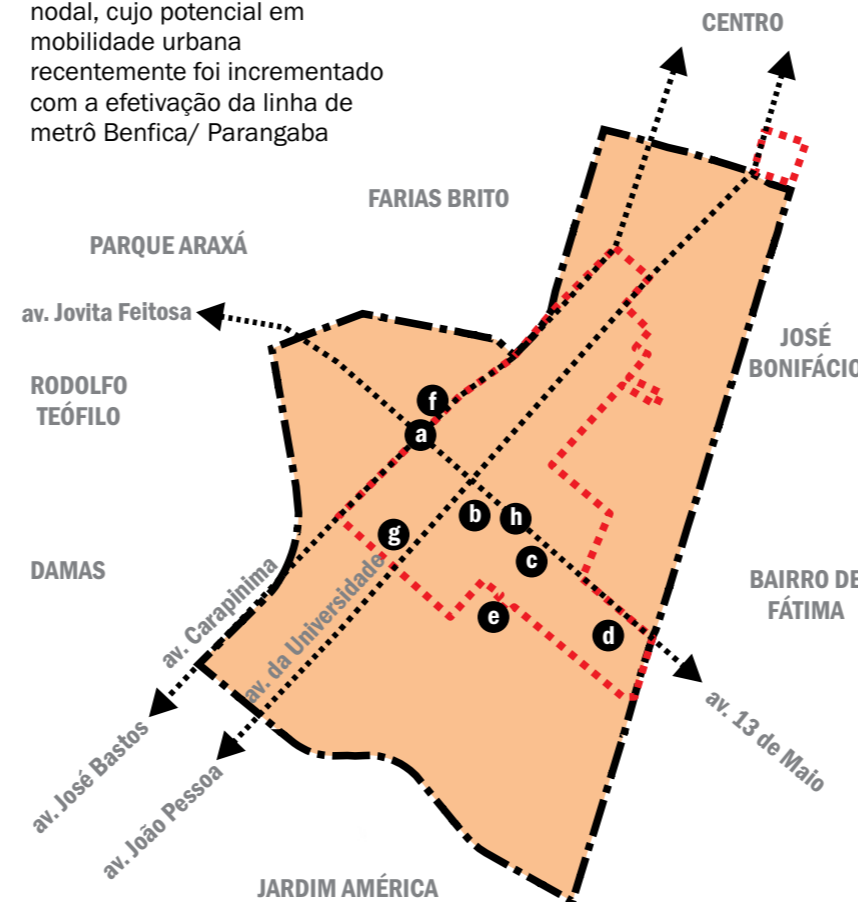 nodal, cujo potencial em
mobilidade urbana
recentemente foi incrementado
com a efetivação da linha de
metrô Benfica/ Parangaba
CENTRO
FARIAS BRITO
PARQUE ARAXÁ
av. Jovita Feitosa
JOSÉ
BONIFÁCIO
RODOLFO
TEÓFILO
f
a
b
h
g
c
DAMAS
BAIRRO DE
FÁTIMA
e
d
av. Carapinima
av. da Universidade
av. 13 de Maio
av. José Bastos
av. João Pessoa
JARDIM AMÉRICA